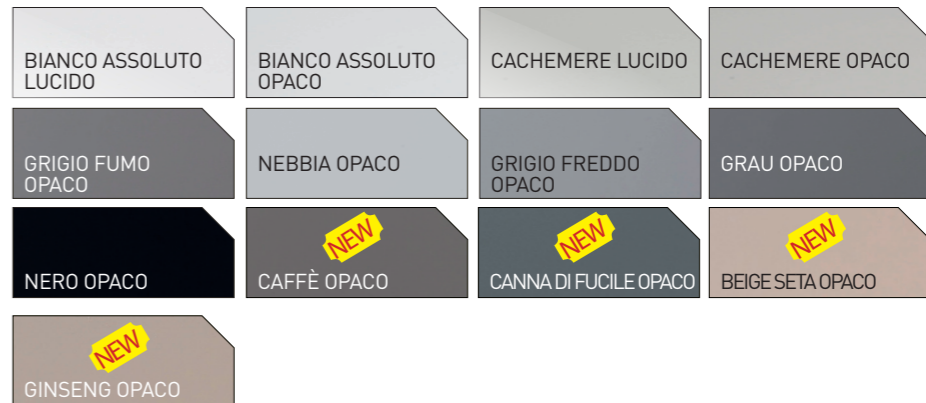 BIANCO ASSOLUTO
LUCIDO
BIANCO ASSOLUTO
OPACO
CACHEMERE LUCIDO
CACHEMERE OPACO
GRIGIO FUMO
OPACO
NEBBIA OPACO
GRIGIO FREDDO
OPACO
GRAU OPACO
NERO OPACO
NEW
CAFFÈ OPACO
NEW
CANNA DI FUCILE OPACO
NEW
BEIGE SETA OPACO
NEW
GINSENG OPACO